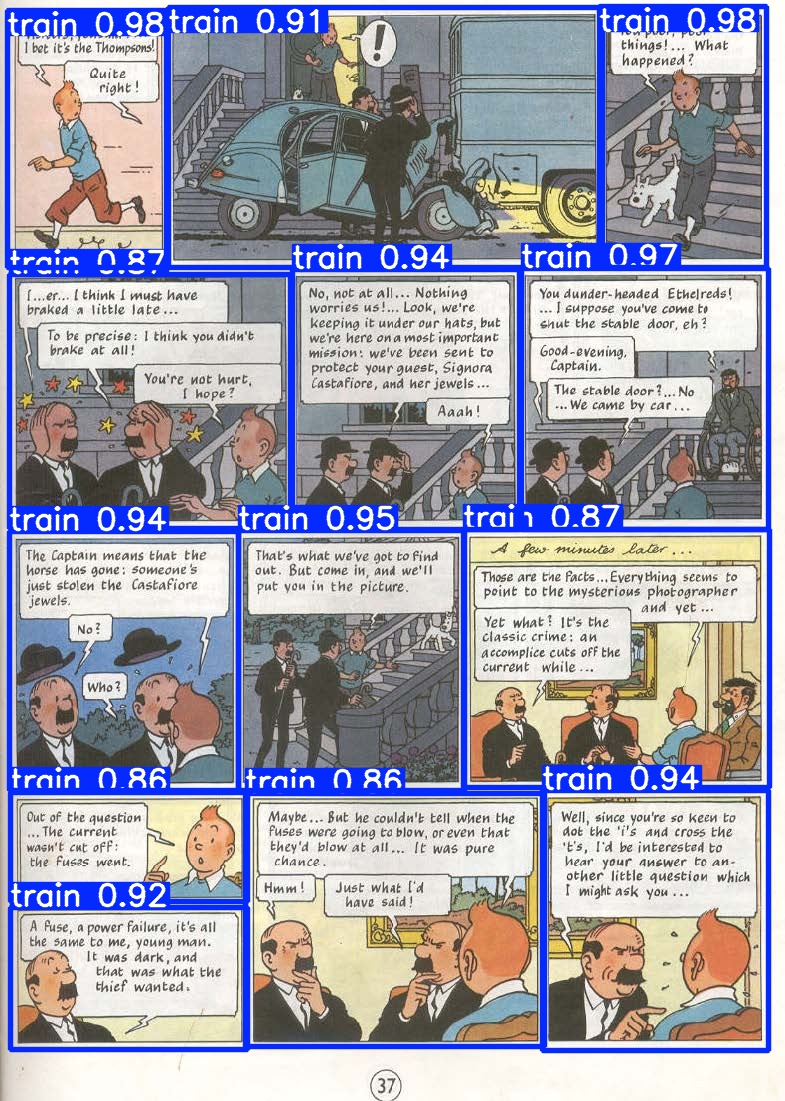 train 0.98
I bet it's the Thompsons!
Quite
right!
train 0.91
!
train 0.98
things!... What
happened?
train 0.87
I...er... I think I must have
braked a little late...
To be precise: I think you didn't
brake at all!
You're not hurt,
I hope?
train 0.94
No, not at all... Nothing
worries us!... Look, we're
keeping it under our hats, but
we're here on a most important
mission: we've been sent to
protect your guest, Signora
Castafiore, and her jewels...
Aaah!
train 0.97
You dunder-headed Ethelreds!
... I suppose you've come to
shut the stable door, eh?
Good-evening,
Captain.
The stable door?... No
... We came by car...
train 0.94
The Captain means that the
horse has gone: someone's
just stolen the Castafiore
jewels.
No?
Who?
train 0.95
That's what we've got to find
out. But come in, and we'll
put you in the picture.
train 0.87
A few minutes later...
Those are the facts... Everything seems to
point to the mysterious photographer
and yet...
Yet what? It's the
classic crime: an
accomplice cuts off the
current while...
train 0.86
Out of the question
... The current
wasn't cut off:
the fuses went.
train 0.92
A fuse, a power failure, it's all
the same to me, young man.
It was dark, and
that was what the
thief wanted.
train 0.86
Maybe... But he couldn't tell when the
fuses were going to blow, or even that
they'd blow at all... It was pure
chance.
Hmm!
Just what I'd
have said!
train 0.94
Well, since you're so keen to
dot the 'i's and cross the
't's, I'd be interested to
hear your answer to an-
other little question which
I might ask you...
37